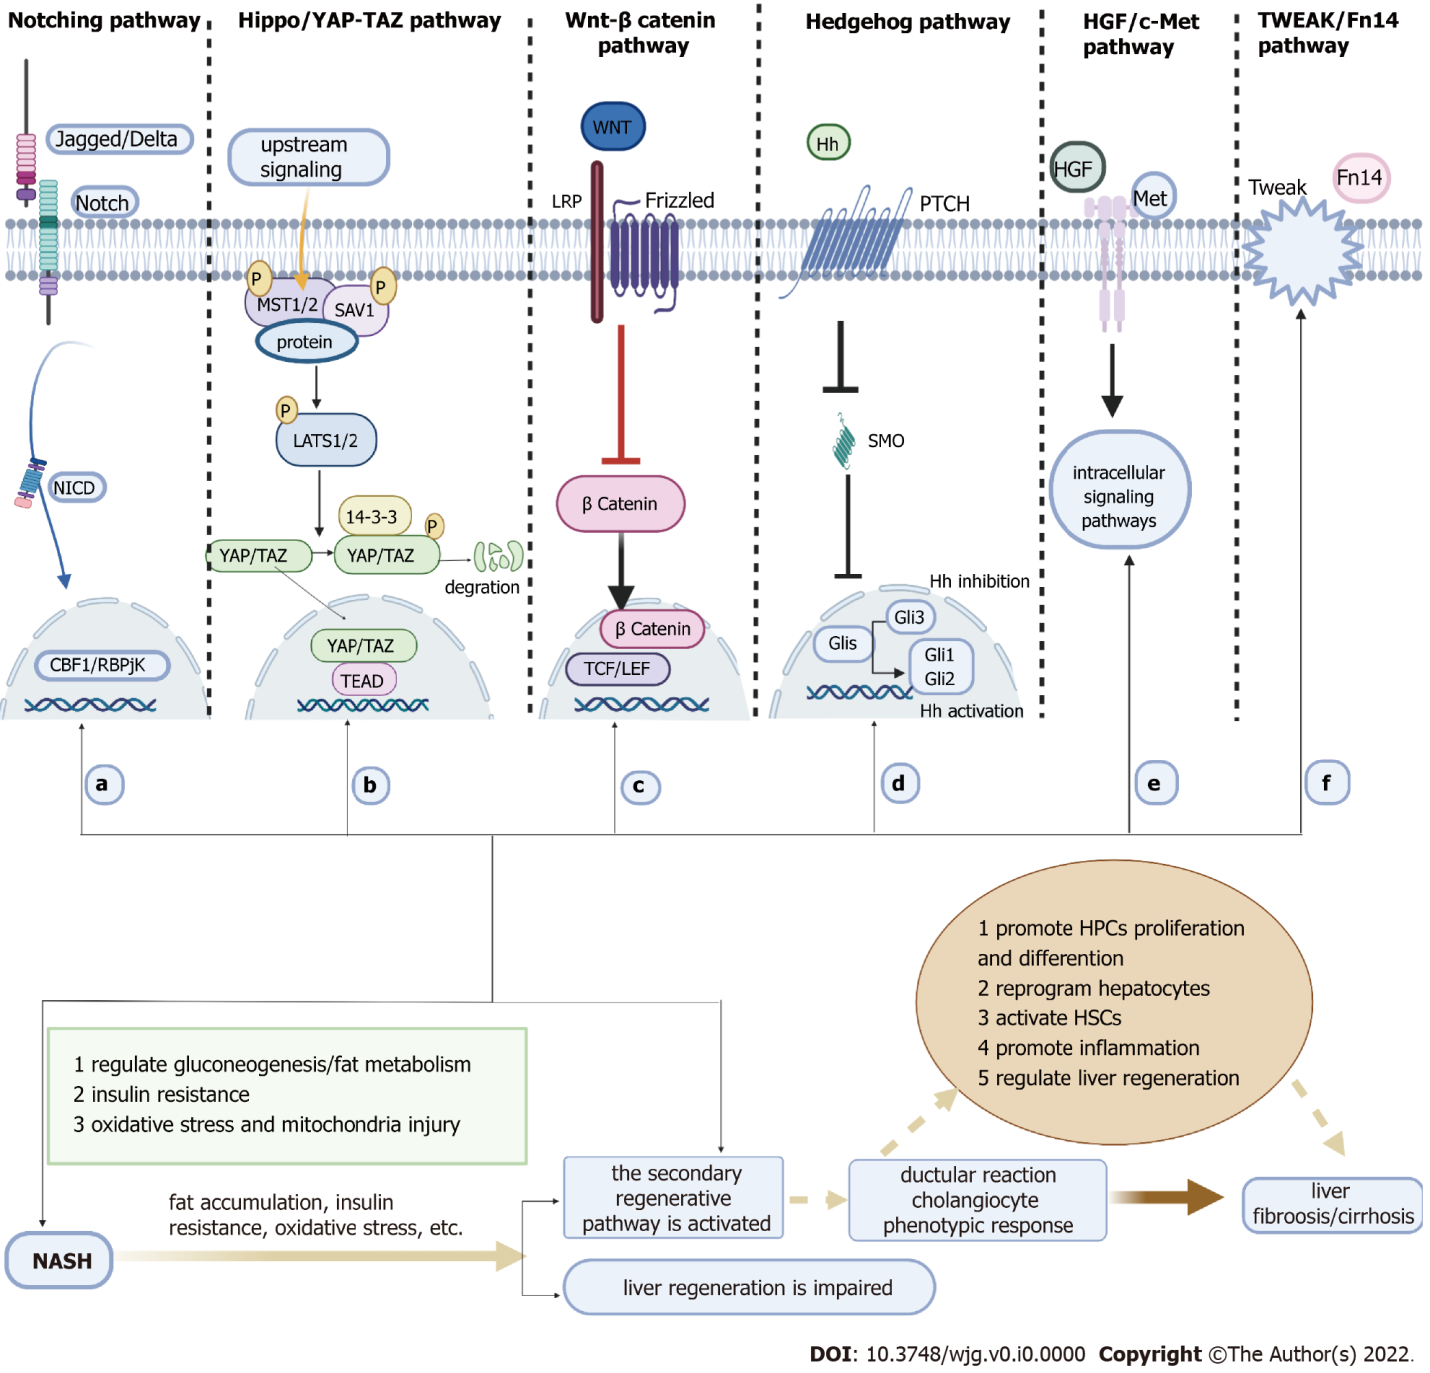 Notching pathway
Hippo/YAP-TAZ pathway
Wnt-β catenin
pathway
Hedgehog pathway
HGF/c-Met
pathway
TWEAK/Fn14
pathway
Jagged/Delta
Notch
NICD
CBF1/RBPjK
upstream
signaling
P
P
MST1/2
SAV1
protein
P
LATS1/2
14-3-3
P
YAP/TAZ
YAP/TAZ
degration
YAP/TAZ
TEAD
WNT
LRP
Frizzled
β Catenin
β Catenin
TCF/LEF
Hh
PTCH
SMO
Hh inhibition
Gli3
Glis
Gli1
Gli2
Hh activation
HGF
Met
intracellular
signaling
pathways
Tweak
Fn14
a
b
c
d
e
f
1 promote HPCs proliferation
and differention
2 reprogram hepatocytes
3 activate HSCs
4 promote inflammation
5 regulate liver regeneration
1 regulate gluconeogenesis/fat metabolism
2 insulin resistance
3 oxidative stress and mitochondria injury
fat accumulation, insulin
resistance, oxidative stress, etc.
NASH
the secondary
regenerative
pathway is activated
liver regeneration is impaired
ductular reaction
cholangiocyte
phenotypic response
liver
fibroosis/cirrhosis
DOI: 10.3748/wjg.v0.i0.0000 Copyright ©The Author(s) 2022.